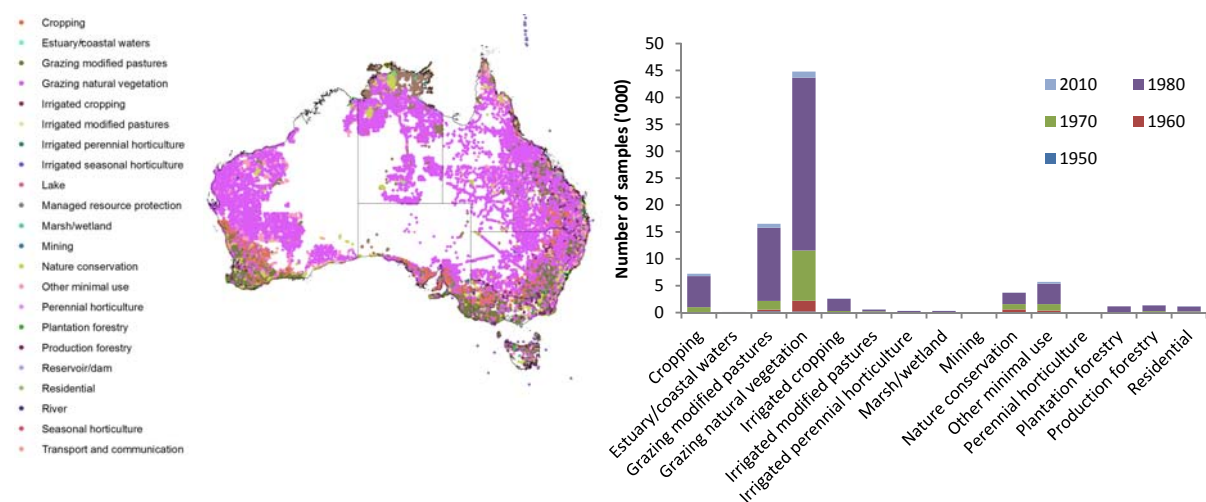 Cropping
Estuary/coastal waters
Grazing modified pastures
Grazing natural vegetation
Irrigated cropping
Irrigated modified pastures
Irrigated perennial horticulture
Irrigated seasonal horticulture
Lake
Managed resource protection
Marsh/wetland
Mining
Nature conservation
Other minimal use
Perennial horticulture
Plantation forestry
Production forestry
Reservoir/dam
Residential
River
Seasonal horticulture
Transport and communication
Number of samples ('000)
50
45
40
35
30
25
20
15
10
5
0
2010
1980
1970
1960
1950
Cropping
Estuary/coastal waters
Grazing modified pastures
Grazing natural vegetation
Irrigated cropping
Irrigated modified pastures
Irrigated perennial horticulture
Marsh/wetland
Mining
Nature conservation
Other minimal use
Perennial horticulture
Plantation forestry
Production forestry
Residential